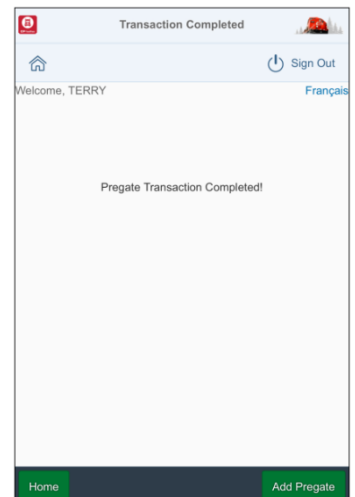 Transaction Completed
Sign Out
Welcome, TERRY
Français
Pregate Transaction Completed!
Home
Add Pregate